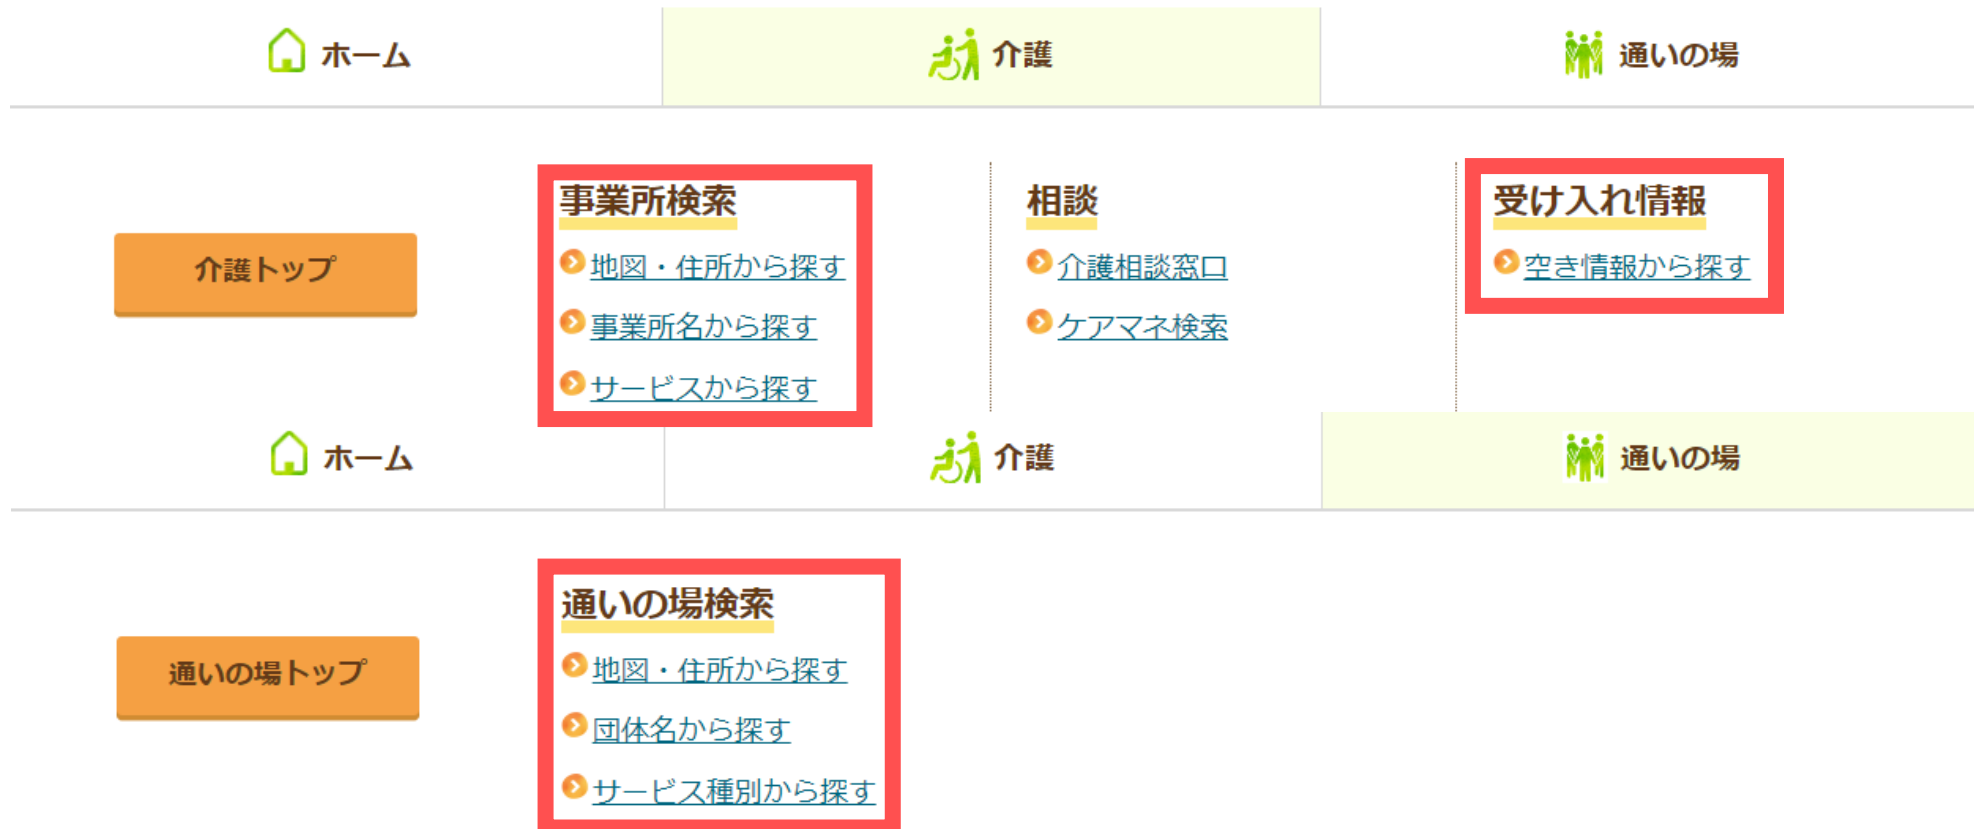 ホーム
介護
通いの場
介護トップ
事業所検索
地図・住所から探す
事業所名から探す
サービスから探す
相談
介護相談窓口
ケアマネ検索
受け入れ情報
空き情報から探す
ホーム
介護
通いの場
通いの場トップ
通いの場検索
地図・住所から探す
団体名から探す
サービス種別から探す